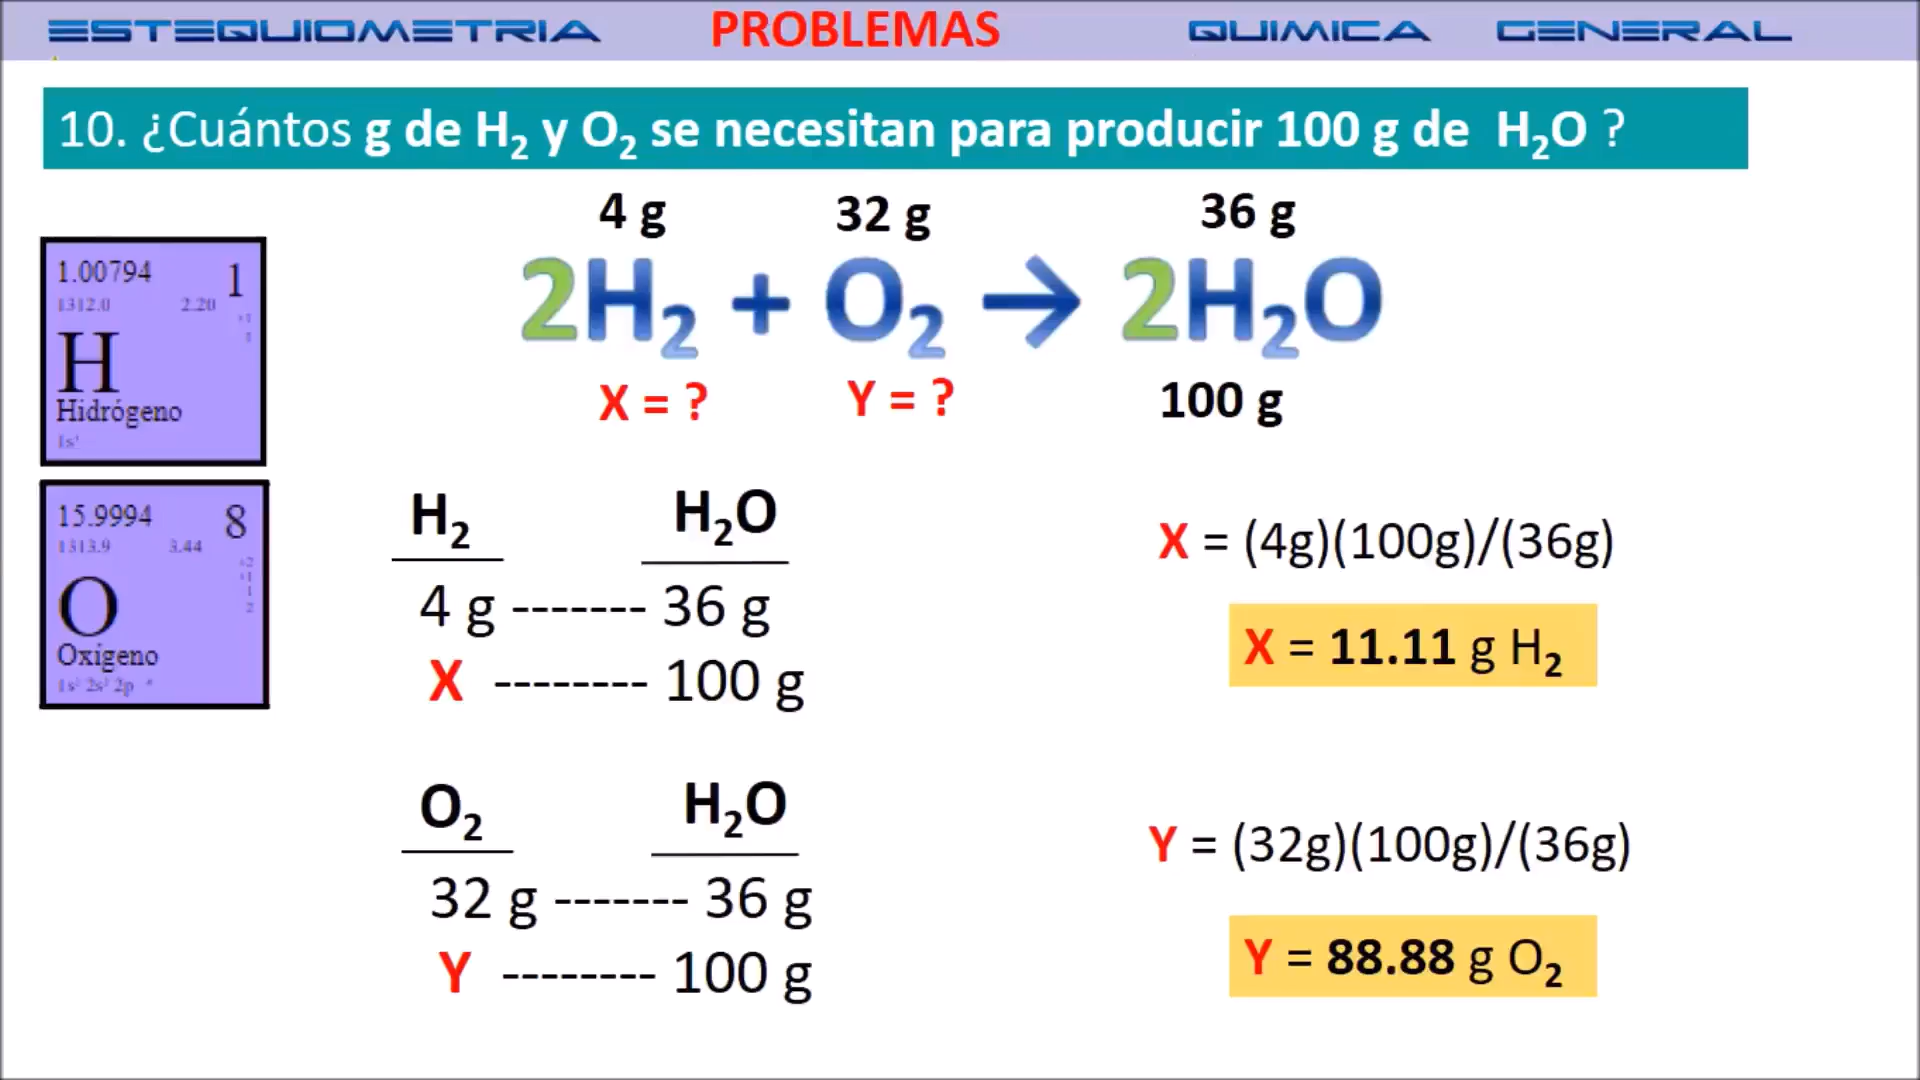 ESTEQUIOMETRIA PROBLEMAS QUIMICA GENERAL
10. ¿Cuántos g de H₂ y O₂ se necesitan para producir 100 g de H₂O ?
4 g 32 g 36 g
2H₂ + O₂ → 2H₂O
X = ? Y = ? 100 g
1.00794 1
1312.0 2.20
+1
1
H
Hidrógeno
1s¹
15.9994 8
1313.9 3.44
O
Oxígeno
H₂ H₂O
4 g ------- 36 g
X -------- 100 g
X = (4g)(100g)/(36g)
X = 11.11 g H₂
O₂ H₂O
32 g ------- 36 g
Y -------- 100 g
Y = (32g)(100g)/(36g)
Y = 88.88 g O₂